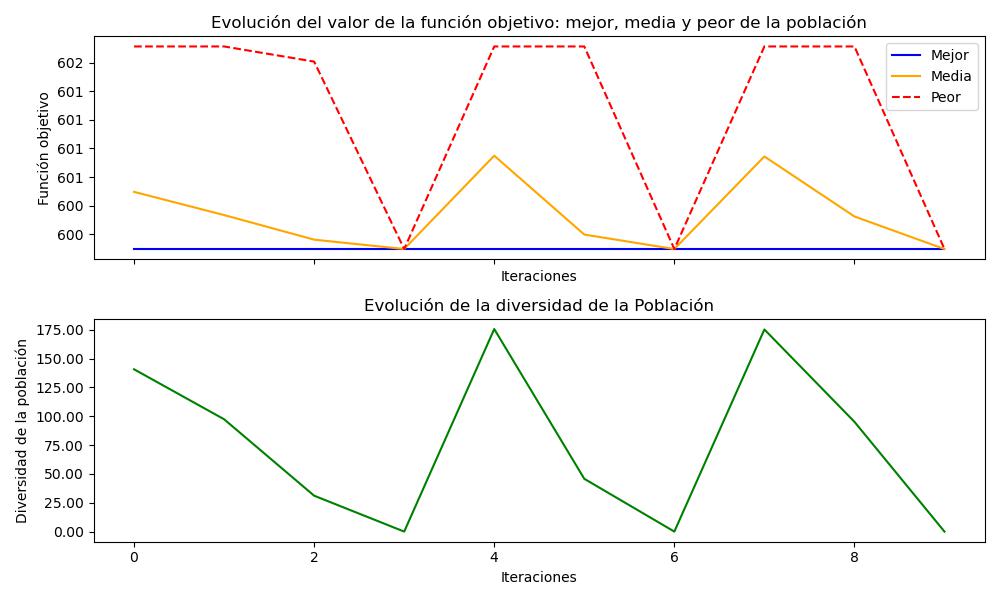 Evolución del valor de la función objetivo: mejor, media y peor de la población
Función objetivo
602
601
601
601
601
600
600
Mejor
Media
Peor
Iteraciones
Evolución de la diversidad de la Población
Diversidad de la población
175.00
150.00
125.00
100.00
75.00
50.00
25.00
0.00
0 2 4 6 8
Iteraciones